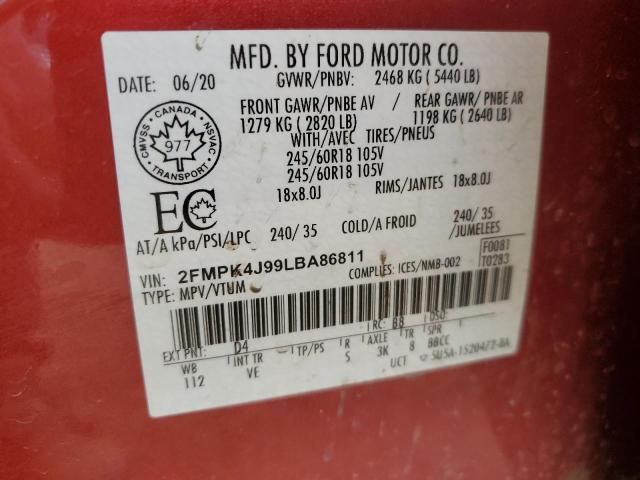 MFD. BY FORD MOTOR CO.
DATE: 06/20 GVWR/PNBV: 2468 KG ( 5440 LB)
FRONT GAWR/PNBE AV / REAR GAWR/ PNBE AR
1279 KG ( 2820 LB) 1198 KG ( 2640 LB)
WITH/AVEC TIRES/PNEUS
245/60R18 105V
245/60R18 105V
18x8.0J RIMS/JANTES 18x8.0J
CANADA
CMVSS NSVAC
977
TRANSPORT
EC
AT/A kPa/PSI/LPC 240/ 35 COLD/A FROID 240/ 35
/JUMELEES
VIN: 2FMPK4J99LBA86811 F0081
TYPE: MPV/VTUM COMPLIES: ICES/NMB-002 T0283
EXT PNT: D4 RC: B8 DSO:
WB INT TR TP/PS R AXLE TR SPR
112 VE S 3K 8 BBCC
UCT